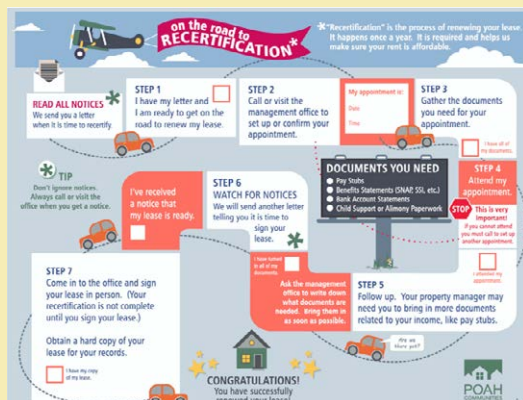 on the road to
RECERTIFICATION*
*"Recertification" is the process of renewing your lease.
It happens once a year. It is required and helps us
make sure your rent is affordable.
READ ALL NOTICES
We send you a letter
when it is time to recertify.
STEP 1
I have my letter and
I am ready to get on the
road to renew my lease.
STEP 2
Call or visit the
management office to
set up or confirm your
appointment.
My appointment is:
Date
Time
STEP 3
Gather the documents
you need for your
appointment.
I have all of
my documents.
STEP 4
Attend my
appointment.
STOP
This is very
important!
If you cannot attend
you must call to set up
another appointment.
I attended my
appointment.
DOCUMENTS YOU NEED
Pay Stubs
Benefits Statements (SNAP, SSI, etc.)
Bank Account Statements
Child Support or Alimony Paperwork
STEP 5
Follow up. Your property manager may
need you to bring in more documents
related to your income, like pay stubs.
Are we
there yet?
I have turned
in all of my
documents.
Ask the management
office to write down
what documents are
needed. Bring them in
as soon as possible.
STEP 6
WATCH FOR NOTICES
We will send another letter
telling you it is time to
sign your
lease.
I've received
a notice that
my lease is ready.
TIP
Don't ignore notices.
Always call or visit the
office when you get a notice.
STEP 7
Come in to the office and sign
your lease in person. (Your
recertification is not complete
until you sign the lease.)
Obtain a hard copy of your
lease for your records.
I have my copy
of my lease.
CONGRATULATIONS!
You have successfully
renewed your lease!
POAH
COMMUNITIES